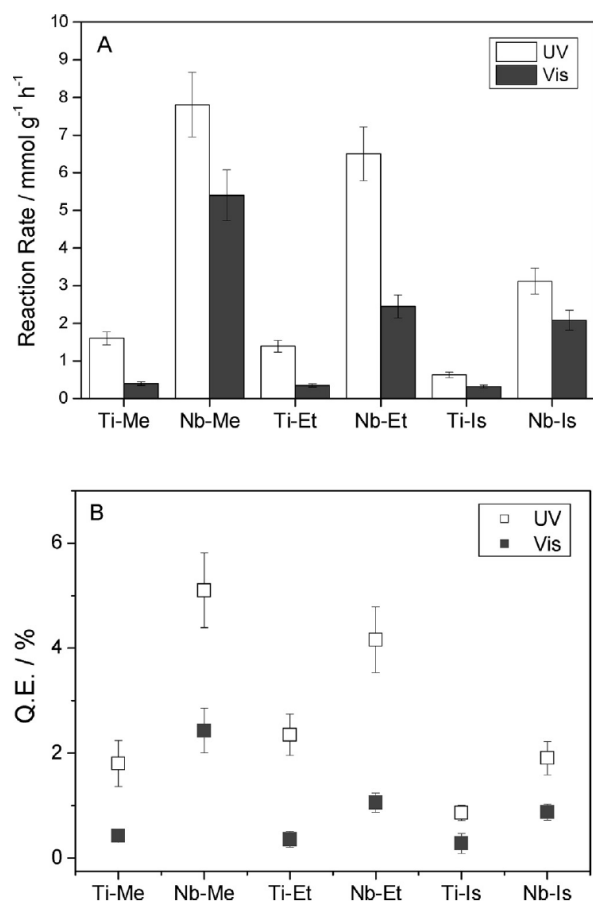 A
UV
Vis
Reaction Rate / mmol g⁻¹ h⁻¹
10
9
8
7
6
5
4
3
2
1
0
Ti-Me Nb-Me Ti-Et Nb-Et Ti-Is Nb-Is
B
UV
Vis
Q.E. / %
6
4
2
0
Ti-Me Nb-Me Ti-Et Nb-Et Ti-Is Nb-Is